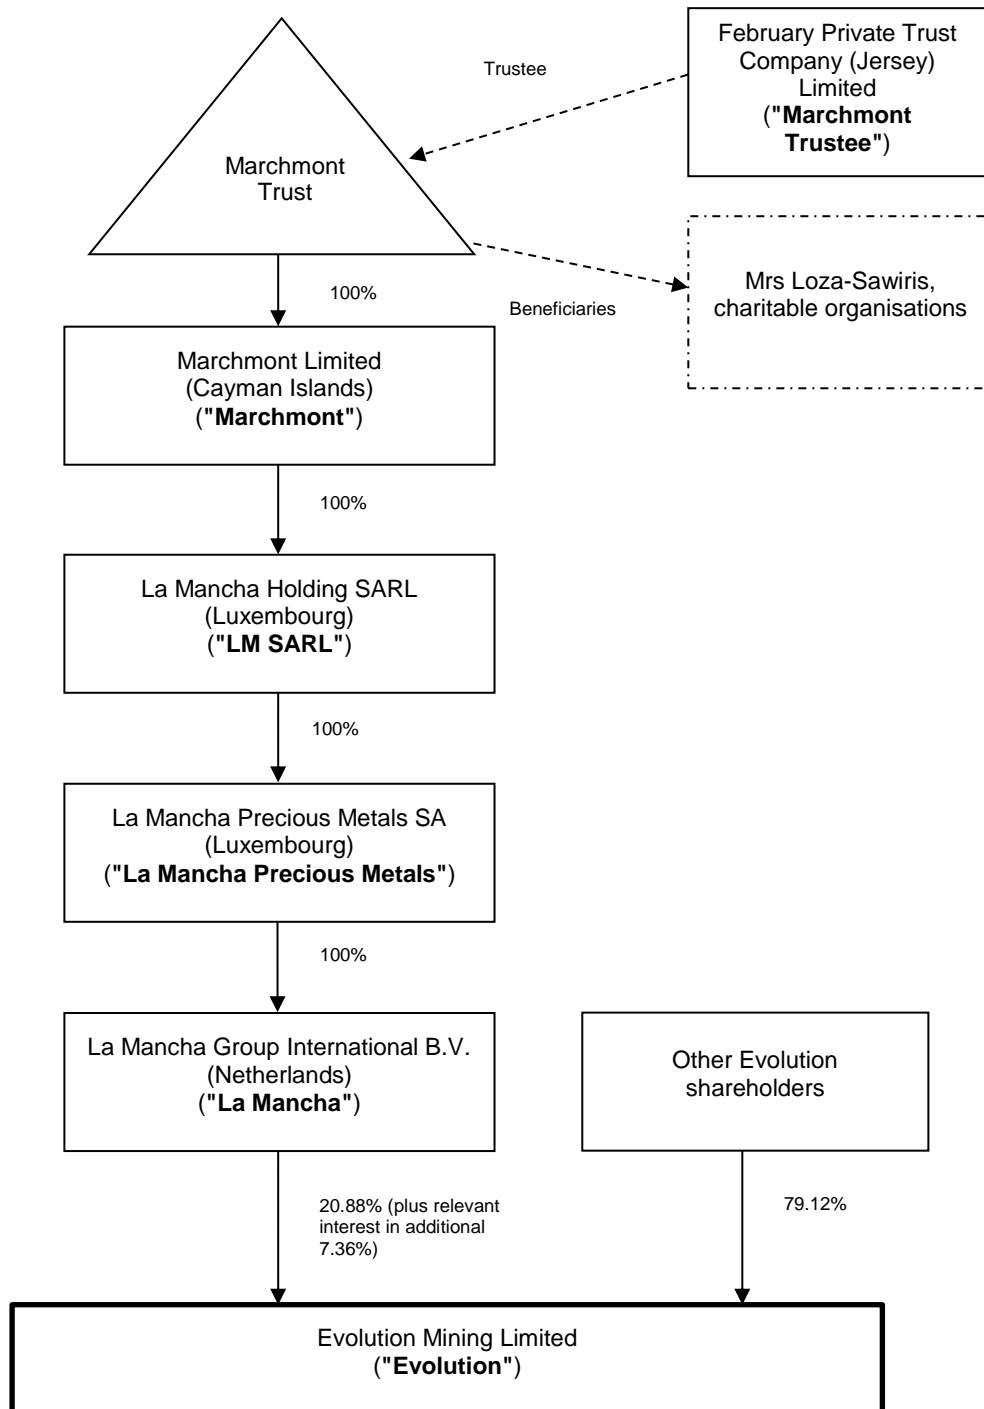 February Private Trust
Company (Jersey)
Limited
("Marchmont
Trustee")
Trustee
Marchmont
Trust
Mrs Loza-Sawiris,
charitable organisations
Beneficiaries
100%
Marchmont Limited
(Cayman Islands)
("Marchmont")
100%
La Mancha Holding SARL
(Luxembourg)
("LM SARL")
100%
La Mancha Precious Metals SA
(Luxembourg)
("La Mancha Precious Metals")
100%
La Mancha Group International B.V.
(Netherlands)
("La Mancha")
Other Evolution
shareholders
20.88% (plus relevant
interest in additional
7.36%)
79.12%
Evolution Mining Limited
("Evolution")